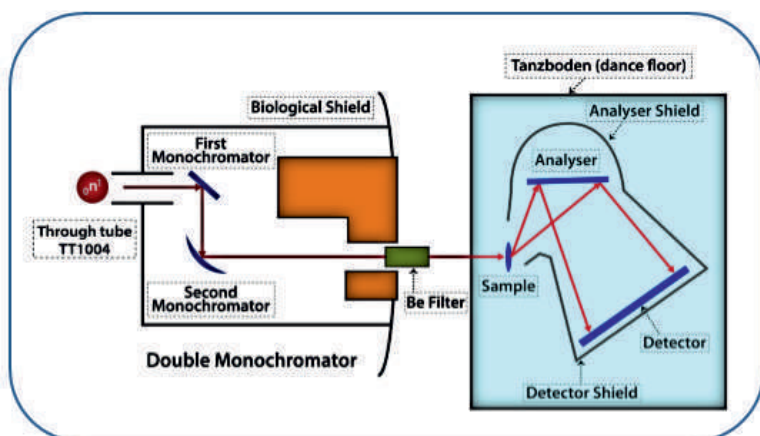 Tanzboden (dance floor)
Biological Shield
Analyser Shield
First
Monochromator
Analyser
₀n¹
Through tube
TT1004
Second
Monochromator
Be Filter
Sample
Double Monochromator
Detector
Detector Shield